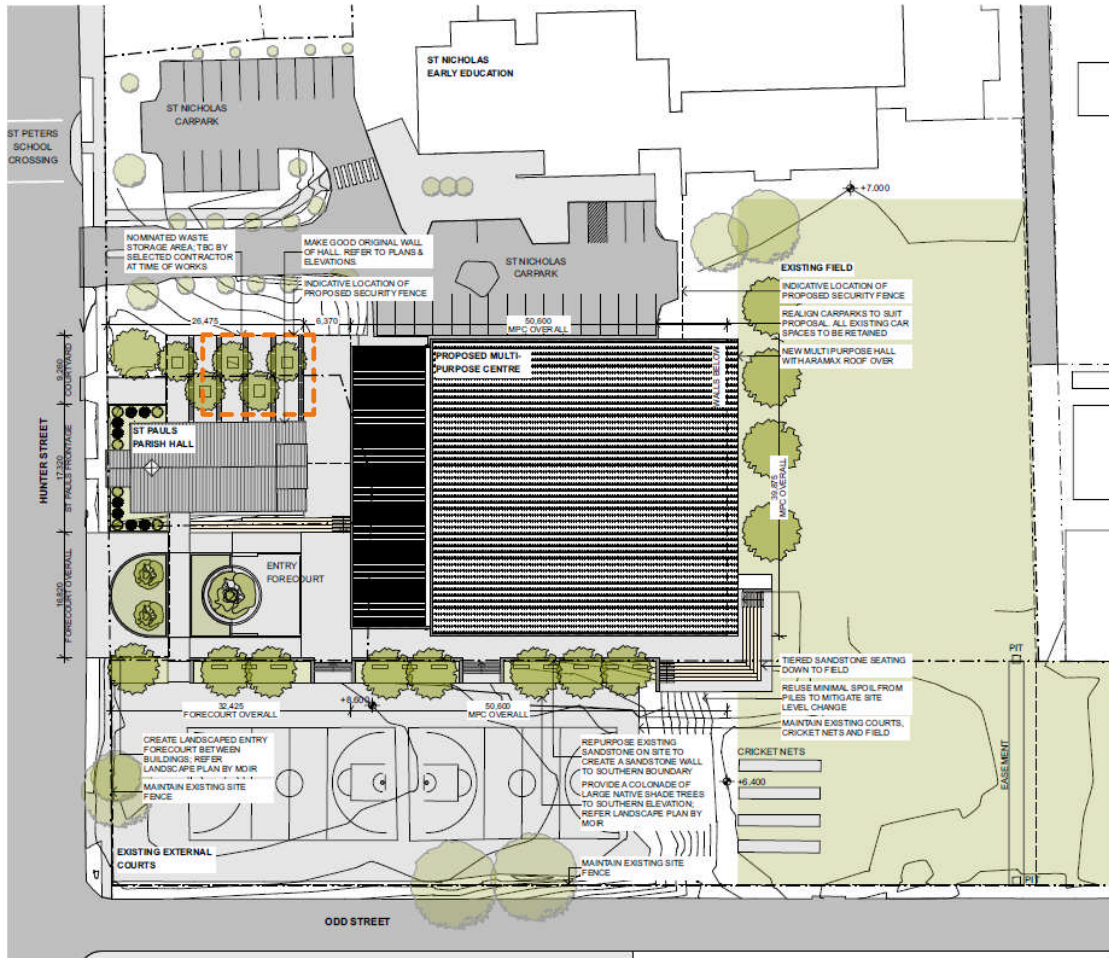 ST NICHOLAS
EARLY EDUCATION
ST NICHOLAS
CARPARK
ST PETERS
SCHOOL
CROSSING
+7.000
NOMINATED WASTE
STORAGE AREA; TBC BY
SELECTED CONTRACTOR
AT TIME OF WORKS
MAKE GOOD ORIGINAL WALL
OF HALL. REFER TO PLANS &
ELEVATIONS.
INDICATIVE LOCATION OF
PROPOSED SECURITY FENCE
ST NICHOLAS
CARPARK
EXISTING FIELD
INDICATIVE LOCATION OF
PROPOSED SECURITY FENCE
REALIGN CARPARKS TO SUIT
PROPOSAL. ALL EXISTING CAR
SPACES TO BE RETAINED
NEW MULTI PURPOSE HALL
WITH ARAMAX ROOF OVER
26,475
6,370
50,600
MPC OVERALL
PROPOSED MULTI-
PURPOSE CENTRE
WALLS BELOW
9,260
COURTYARD
ST PAULS
PARISH HALL
HUNTER STREET
17,320
ST PAULS FRONTAGE
39,875
MPC OVERALL
16,820
FORECOURT OVERALL
ENTRY
FORECOURT
PIT
TIERED SANDSTONE SEATING
DOWN TO FIELD
REUSE MINIMAL SPOIL FROM
PILES TO MITIGATE SITE
LEVEL CHANGE
MAINTAIN EXISTING COURTS,
CRICKET NETS AND FIELD
+8.600
32,425
FORECOURT OVERALL
50,600
MPC OVERALL
CREATE LANDSCAPED ENTRY
FORECOURT BETWEEN
BUILDINGS; REFER
LANDSCAPE PLAN BY MOIR
MAINTAIN EXISTING SITE
FENCE
REPURPOSE EXISTING
SANDSTONE ON SITE TO
CREATE A SANDSTONE WALL
TO SOUTHERN BOUNDARY
PROVIDE A COLONADE OF
LARGE NATIVE SHADE TREES
TO SOUTHERN ELEVATION;
REFER LANDSCAPE PLAN BY
MOIR
CRICKET NETS
+6.400
EASEMENT
EXISTING EXTERNAL
COURTS
MAINTAIN EXISTING SITE
FENCE
PIT
ODD STREET